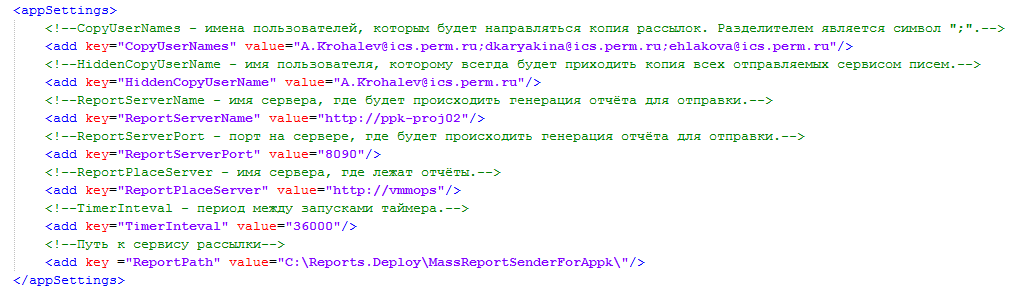 <appSettings>
<!--CopyUserNames - имена пользователей, которым будет направляться копия рассылок. Разделителем является символ ";".-->
<add key="CopyUserNames" value="A.Krohalev@ics.perm.ru;dkaryakina@ics.perm.ru;ehlakova@ics.perm.ru"/>
<!--HiddenCopyUserName - имя пользователя, которому всегда будет приходить копия всех отправляемых сервисом писем.-->
<add key="HiddenCopyUserName" value="A.Krohalev@ics.perm.ru"/>
<!--ReportServerName - имя сервера, где будет происходить генерация отчёта для отправки.-->
<add key="ReportServerName" value="http://ppk-proj02"/>
<!--ReportServerPort - порт на сервере, где будет происходить генерация отчёта для отправки.-->
<add key="ReportServerPort" value="8090"/>
<!--ReportPlaceServer - имя сервера, где лежат отчёты.-->
<add key="ReportPlaceServer" value="http://vmmops"/>
<!--TimerInteval - период между запусками таймера.-->
<add key="TimerInteval" value="36000"/>
<!--Путь к сервису рассылки-->
<add key ="ReportPath" value="C:\Reports.Deploy\MassReportSenderForAppk\"/>
</appSettings>